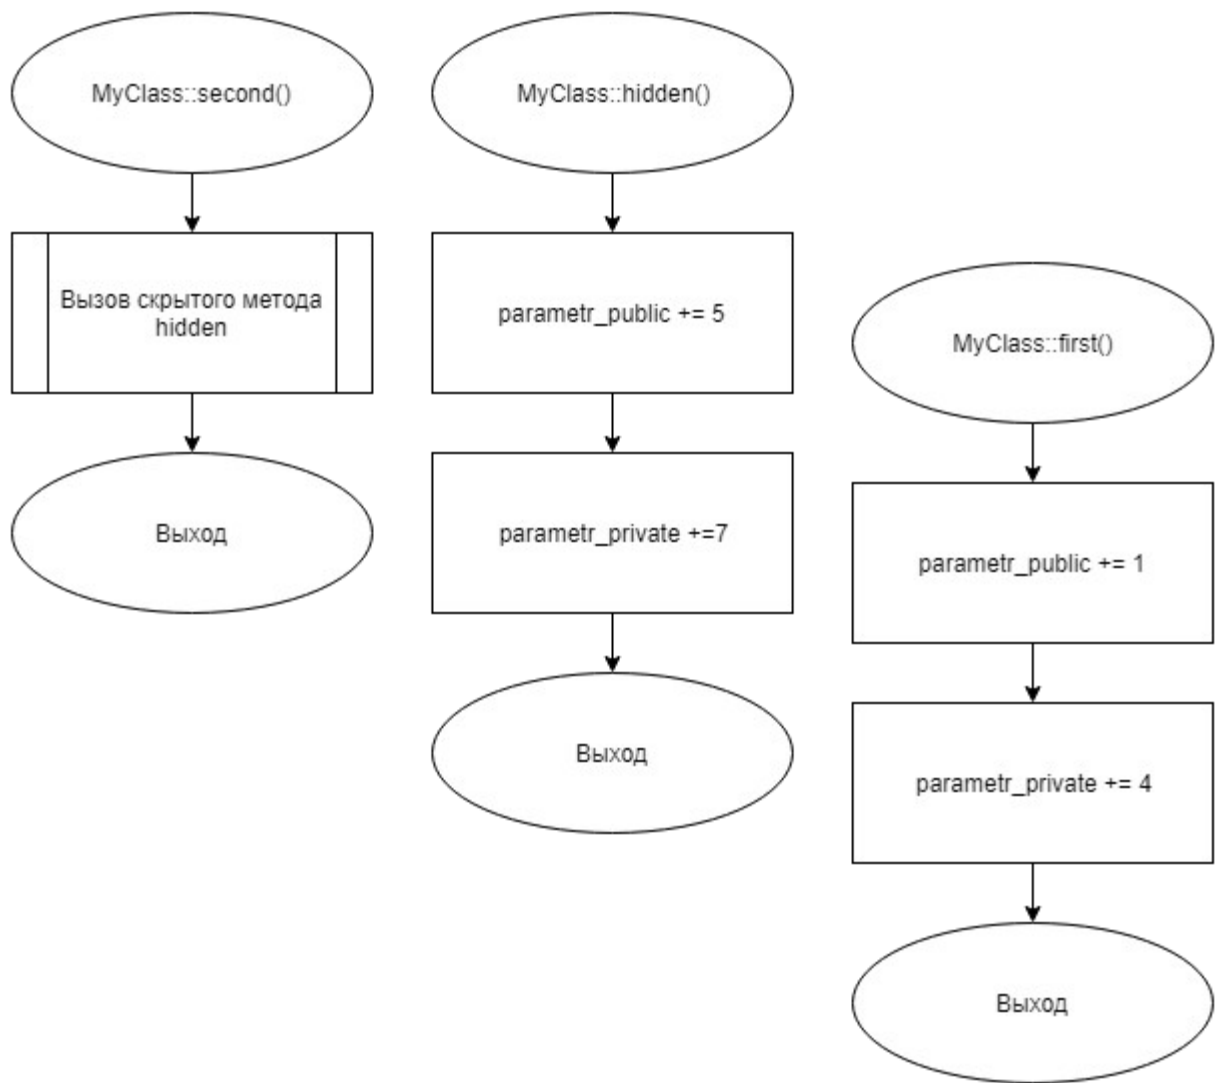 MyClass::second()
Вызов скрытого метода
hidden
Выход
MyClass::hidden()
parametr_public += 5
parametr_private +=7
Выход
MyClass::first()
parametr_public += 1
parametr_private += 4
Выход